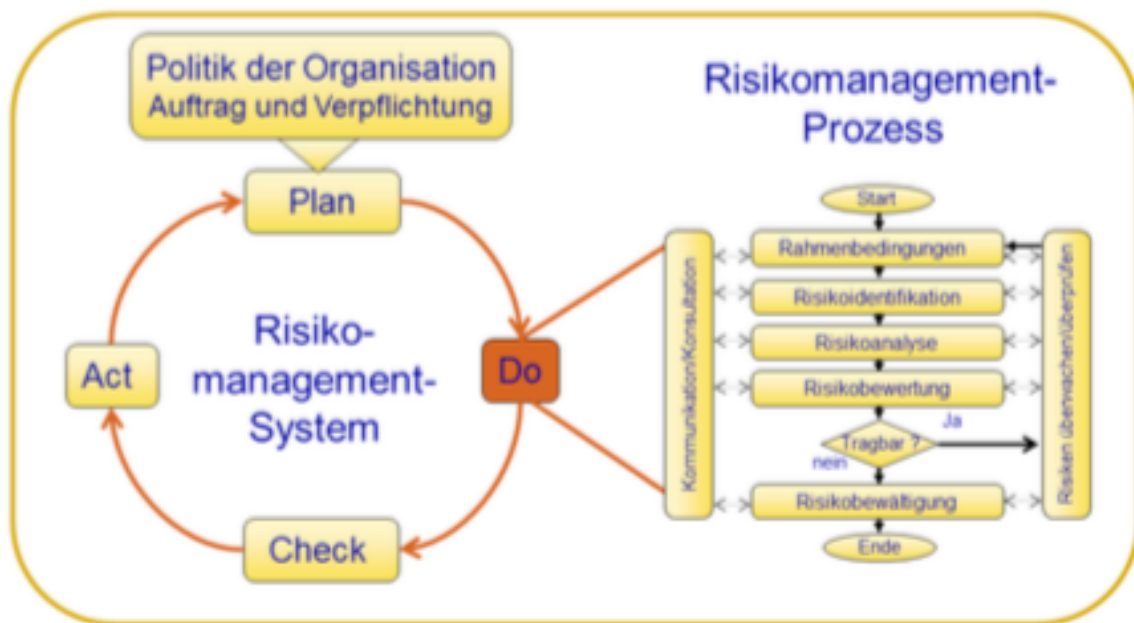 Politik der Organisation
Auftrag und Verpflichtung
Plan
Do
Check
Act
Risiko-
management-
System
Risikomanagement-
Prozess
Start
Rahmenbedingungen
Risikoidentifikation
Risikoanalyse
Risikobewertung
Tragbar ?
Ja
nein
Risikobewältigung
Ende
Kommunikation/Konsultation
Risiken überwachen/überprüfen